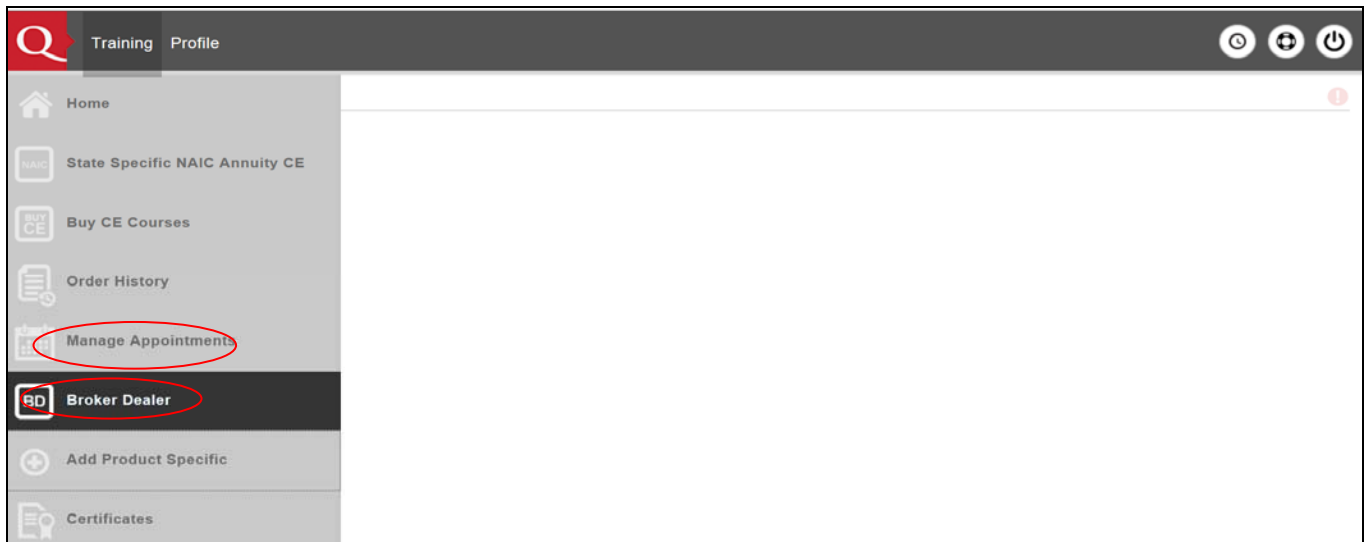 Q Training Profile
Home
NAIC State Specific NAIC Annuity CE
BUY CE Buy CE Courses
Order History
Manage Appointments
BD Broker Dealer
Add Product Specific
Certificates